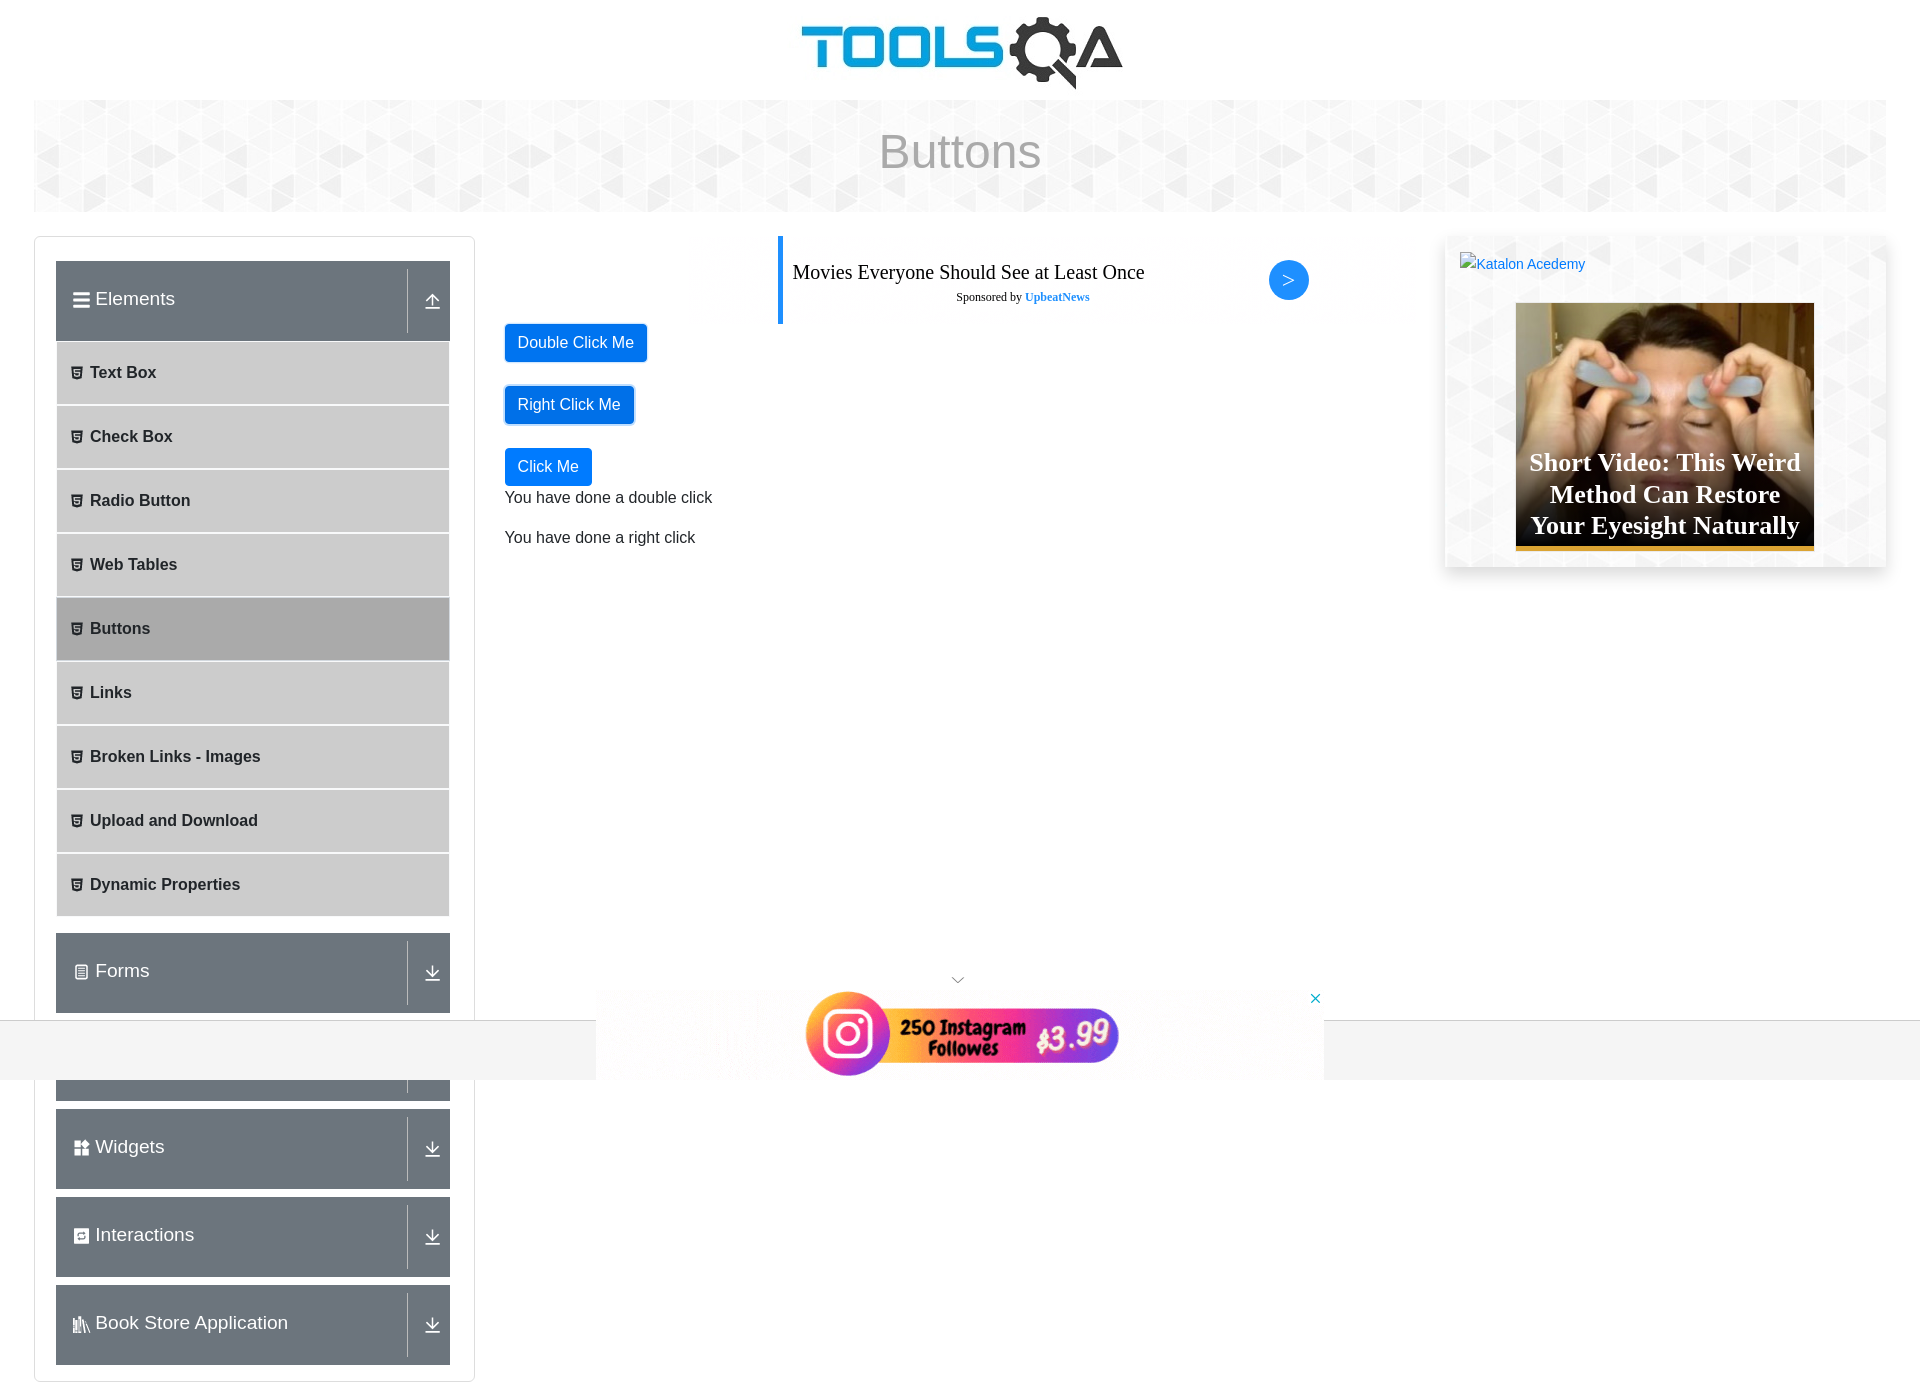 TOOLSQA
Buttons
Elements
Text Box
Check Box
Radio Button
Web Tables
Buttons
Links
Broken Links - Images
Upload and Download
Dynamic Properties
Forms
Widgets
Interactions
Book Store Application
Movies Everyone Should See at Least Once
Sponsored by UpbeatNews
>
Double Click Me
Right Click Me
Click Me
You have done a double click
You have done a right click
Katalon Acedemy
Short Video: This Weird
Method Can Restore
Your Eyesight Naturally
250 Instagram
Followes
$3.99